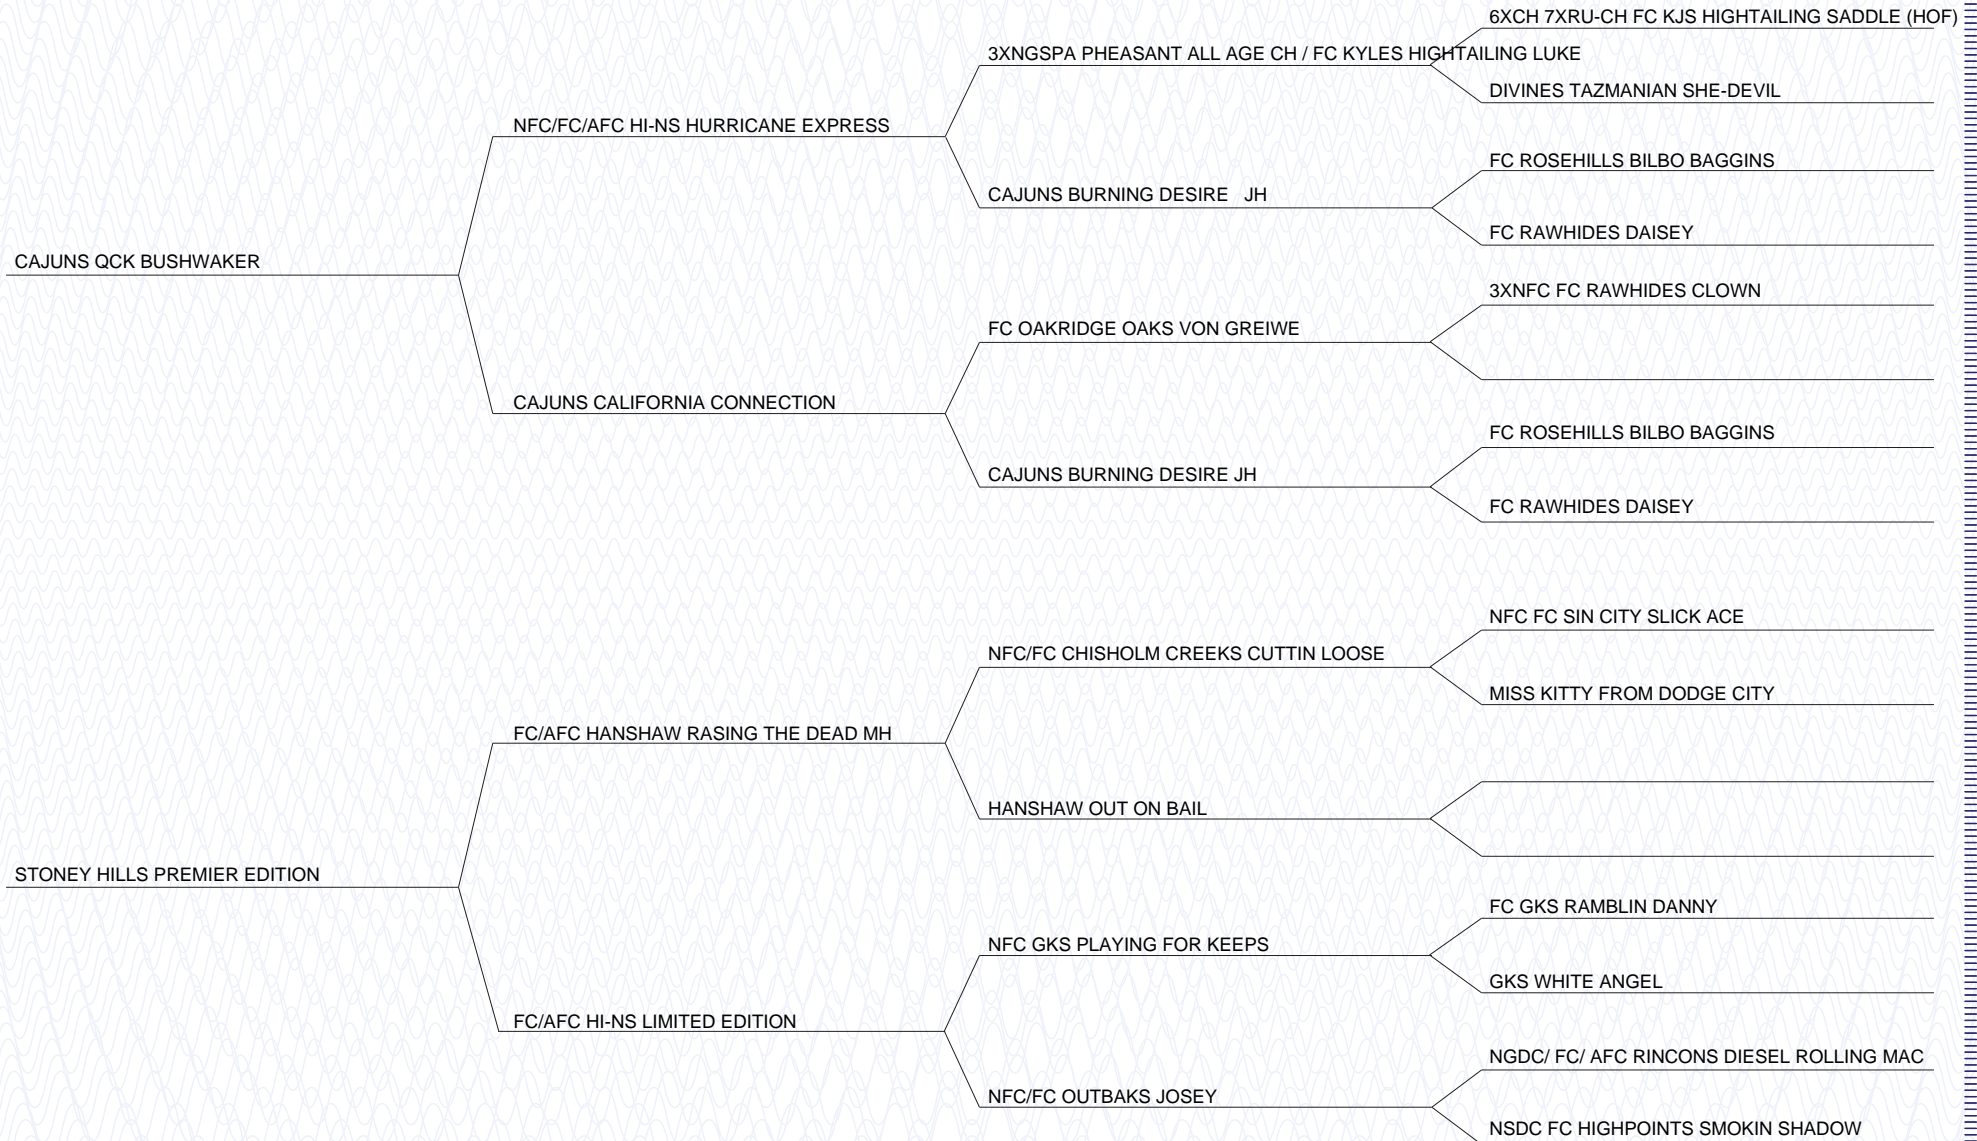 6XCH 7XRU-CH FC KJS HIGHTAILING SADDLE (HOF)
3XNGSPA PHEASANT ALL AGE CH / FC KYLES HIGHTAILING LUKE
DIVINES TAZMANIAN SHE-DEVIL
NFC/FC/AFC HI-NS HURRICANE EXPRESS
FC ROSEHILLS BILBO BAGGINS
CAJUNS BURNING DESIRE   JH
FC RAWHIDES DAISEY
CAJUNS QCK BUSHWAKER
3XNFC FC RAWHIDES CLOWN
FC OAKRIDGE OAKS VON GREIWE
CAJUNS CALIFORNIA CONNECTION
FC ROSEHILLS BILBO BAGGINS
CAJUNS BURNING DESIRE JH
FC RAWHIDES DAISEY
NFC FC SIN CITY SLICK ACE
NFC/FC CHISHOLM CREEKS CUTTIN LOOSE
MISS KITTY FROM DODGE CITY
FC/AFC HANSHAW RASING THE DEAD MH
HANSHAW OUT ON BAIL
STONEY HILLS PREMIER EDITION
FC GKS RAMBLIN DANNY
NFC GKS PLAYING FOR KEEPS
GKS WHITE ANGEL
FC/AFC HI-NS LIMITED EDITION
NGDC/ FC/ AFC RINCONS DIESEL ROLLING MAC
NFC/FC OUTBAKS JOSEY
NSDC FC HIGHPOINTS SMOKIN SHADOW